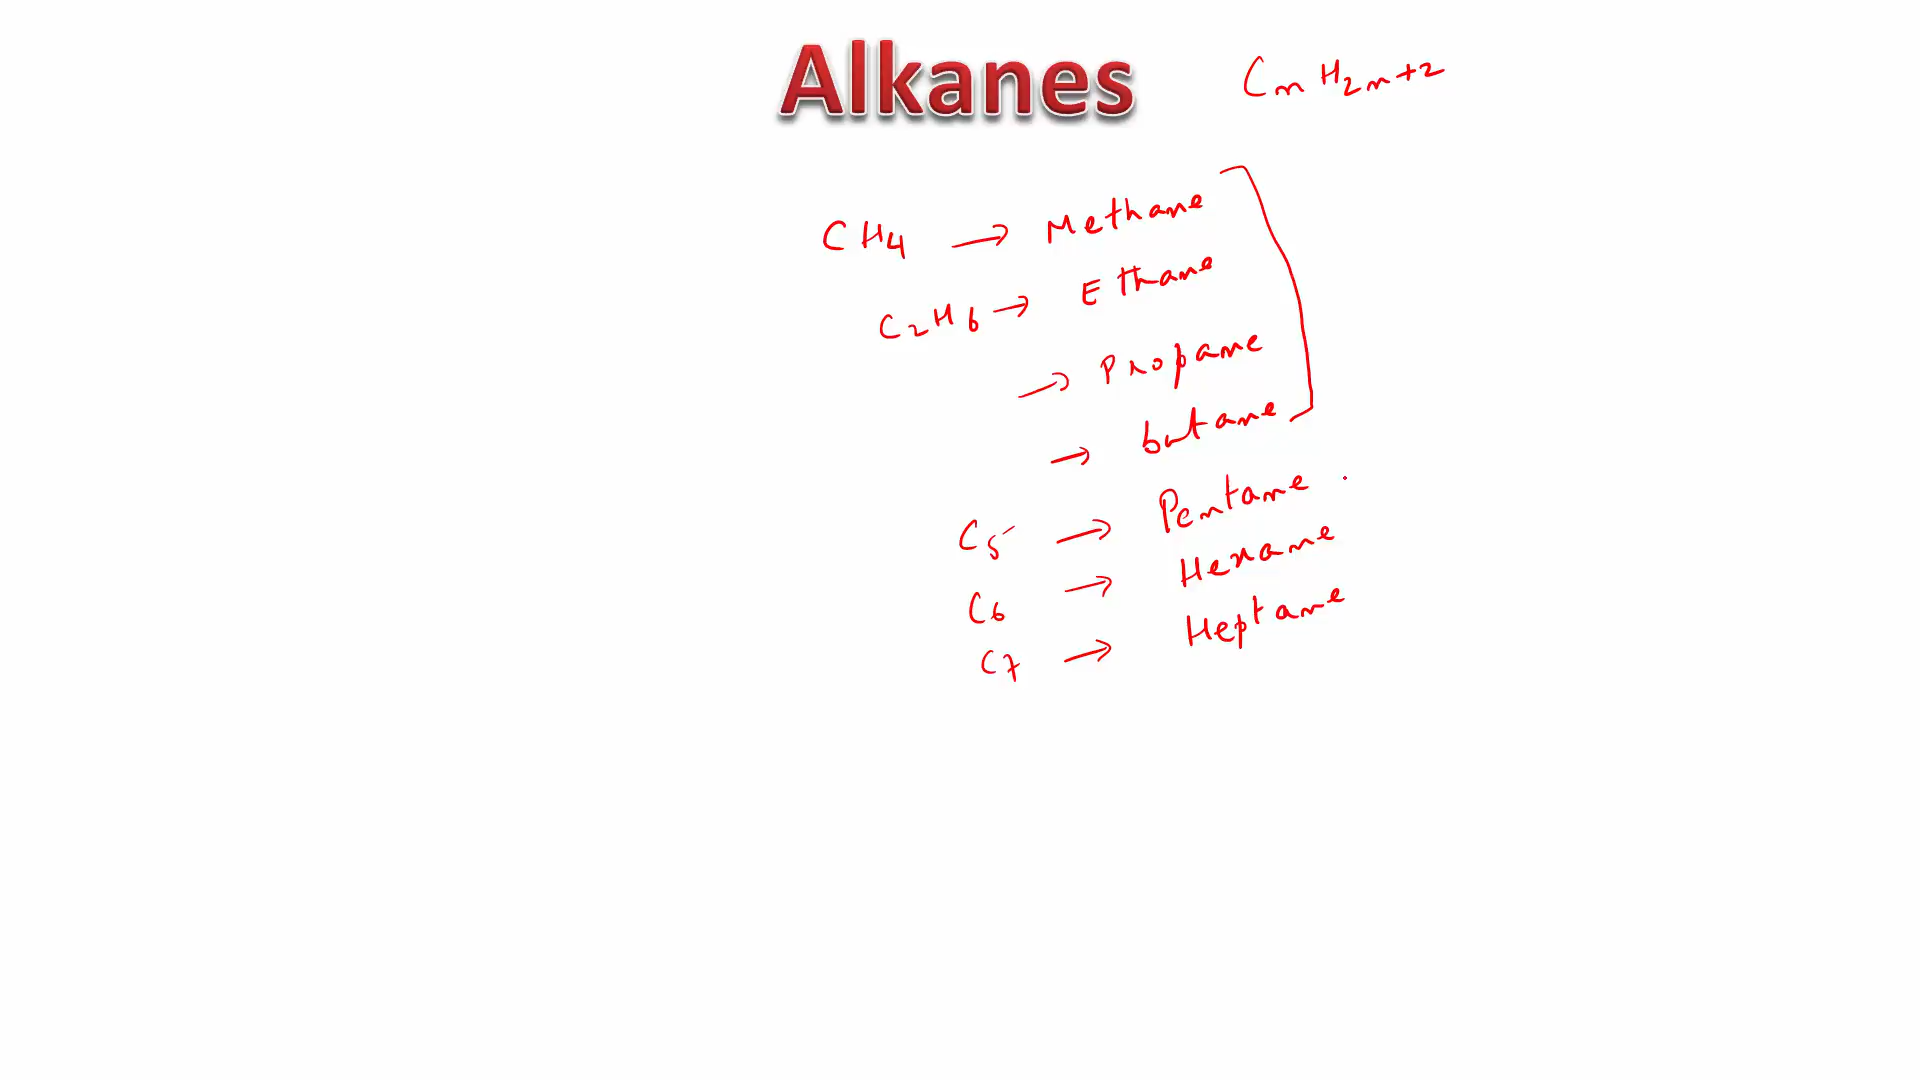 Alkanes
CnH2n+2
CH4 → Methane
C2H6 → Ethane
→ Propane
→ butane
C5 → Pentane
C6 → Hexane
C7 → Heptane